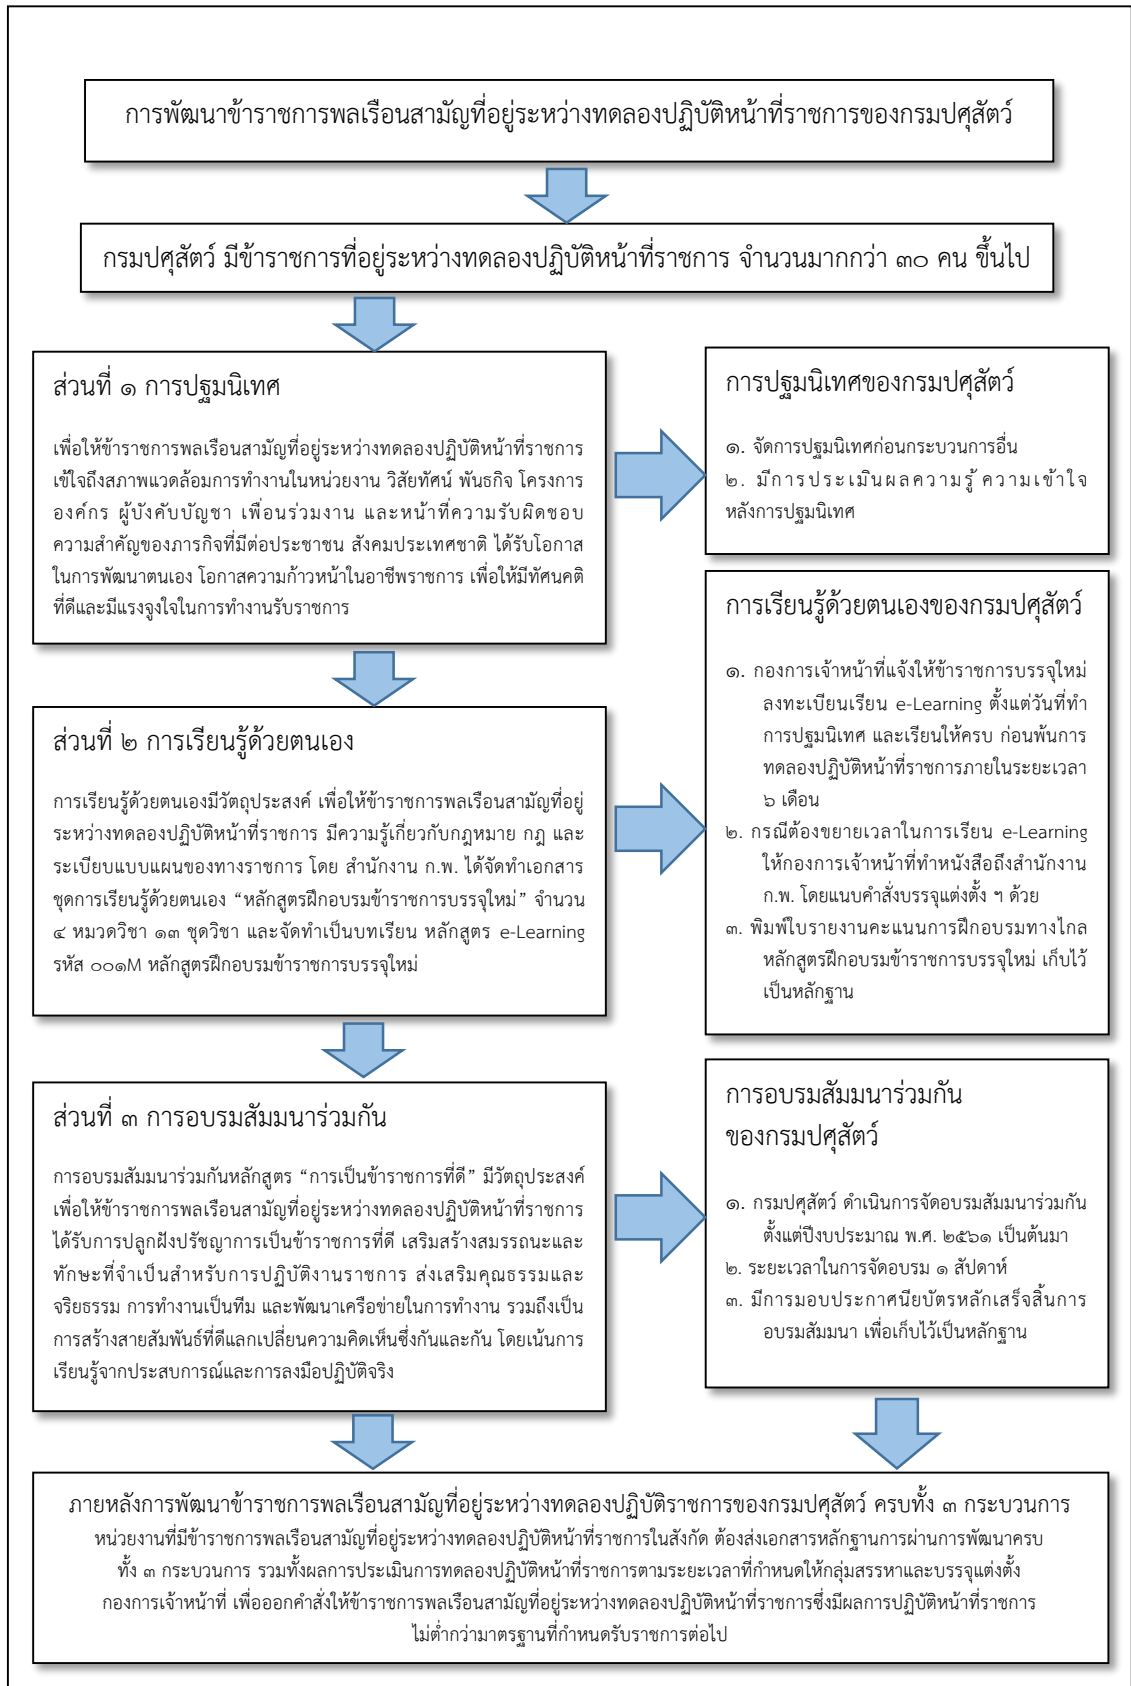 การพัฒนาข้าราชการพลเรือนสามัญที่อยู่ระหว่างทดลองปฏิบัติหน้าที่ราชการของกรมปศุสัตว์
กรมปศุสัตว์ มีข้าราชการที่อยู่ระหว่างทดลองปฏิบัติหน้าที่ราชการ จำนวนมากกว่า ๓๐ คน ขึ้นไป
ส่วนที่ ๑ การปฐมนิเทศ
เพื่อให้ข้าราชการพลเรือนสามัญที่อยู่ระหว่างทดลองปฏิบัติหน้าที่ราชการ
เข้ใจถึงสภาพแวดล้อมการทำงานในหน่วยงาน วิสัยทัศน์ พันธกิจ โครงการ
องค์กร ผู้บังคับบัญชา เพื่อนร่วมงาน และหน้าที่ความรับผิดชอบ
ความสำคัญของภารกิจที่มีต่อประชาชน สังคมประเทศชาติ ได้รับโอกาส
ในการพัฒนาตนเอง โอกาสความก้าวหน้าในอาชีพราชการ เพื่อให้มีทัศนคติ
ที่ดีและมีแรงจูงใจในการทำงานรับราชการ
การปฐมนิเทศของกรมปศุสัตว์
๑. จัดการปฐมนิเทศก่อนกระบวนการอื่น
๒. มีการประเมินผลความรู้ ความเข้าใจ
หลังการปฐมนิเทศ
ส่วนที่ ๒ การเรียนรู้ด้วยตนเอง
การเรียนรู้ด้วยตนเองมีวัตถุประสงค์ เพื่อให้ข้าราชการพลเรือนสามัญที่อยู่
ระหว่างทดลองปฏิบัติหน้าที่ราชการ มีความรู้เกี่ยวกับกฎหมาย กฎ และ
ระเบียบแบบแผนของทางราชการ โดย สำนักงาน ก.พ. ได้จัดทำเอกสาร
ชุดการเรียนรู้ด้วยตนเอง “หลักสูตรฝึกอบรมข้าราชการบรรจุใหม่” จำนวน
๔ หมวดวิชา ๑๓ ชุดวิชา และจัดทำเป็นบทเรียน หลักสูตร e-Learning
รหัส ๐๐๑M หลักสูตรฝึกอบรมข้าราชการบรรจุใหม่
การเรียนรู้ด้วยตนเองของกรมปศุสัตว์
๑. กองการเจ้าหน้าที่แจ้งให้ข้าราชการบรรจุใหม่
ลงทะเบียนเรียน e-Learning ตั้งแต่วันที่ทำ
การปฐมนิเทศ และเรียนให้ครบ ก่อนพ้นการ
ทดลองปฏิบัติหน้าที่ราชการภายในระยะเวลา
๖ เดือน
๒. กรณีต้องขยายเวลาในการเรียน e-Learning
ให้กองการเจ้าหน้าที่ทำหนังสือถึงสำนักงาน
ก.พ. โดยแนบคำสั่งบรรจุแต่งตั้ง ฯ ด้วย
๓. พิมพ์ใบรายงานคะแนนการฝึกอบรมทางไกล
หลักสูตรฝึกอบรมข้าราชการบรรจุใหม่ เก็บไว้
เป็นหลักฐาน
ส่วนที่ ๓ การอบรมสัมมนาร่วมกัน
การอบรมสัมมนาร่วมกันหลักสูตร “การเป็นข้าราชการที่ดี” มีวัตถุประสงค์
เพื่อให้ข้าราชการพลเรือนสามัญที่อยู่ระหว่างทดลองปฏิบัติหน้าที่ราชการ
ได้รับการปลูกฝังปรัชญาการเป็นข้าราชการที่ดี เสริมสร้างสมรรถนะและ
ทักษะที่จำเป็นสำหรับการปฏิบัติงานราชการ ส่งเสริมคุณธรรมและ
จริยธรรม การทำงานเป็นทีม และพัฒนาเครือข่ายในการทำงาน รวมถึงเป็น
การสร้างสายสัมพันธ์ที่ดีแลกเปลี่ยนความคิดเห็นซึ่งกันและกัน โดยเน้นการ
เรียนรู้จากประสบการณ์และการลงมือปฏิบัติจริง
การอบรมสัมมนาร่วมกัน
ของกรมปศุสัตว์
๑. กรมปศุสัตว์ ดำเนินการจัดอบรมสัมมนาร่วมกัน
ตั้งแต่ปีงบประมาณ พ.ศ. ๒๕๖๑ เป็นต้นมา
๒. ระยะเวลาในการจัดอบรม ๑ สัปดาห์
๓. มีการมอบประกาศนียบัตรหลักเสร็จสิ้นการ
อบรมสัมมนา เพื่อเก็บไว้เป็นหลักฐาน
ภายหลังการพัฒนาข้าราชการพลเรือนสามัญที่อยู่ระหว่างทดลองปฏิบัติราชการของกรมปศุสัตว์ ครบทั้ง ๓ กระบวนการ
หน่วยงานที่มีข้าราชการพลเรือนสามัญที่อยู่ระหว่างทดลองปฏิบัติหน้าที่ราชการในสังกัด ต้องส่งเอกสารหลักฐานการผ่านการพัฒนาครบ
ทั้ง ๓ กระบวนการ รวมทั้งผลการประเมินการทดลองปฏิบัติหน้าที่ราชการตามระยะเวลาที่กำหนดให้กลุ่มสรรหาและบรรจุแต่งตั้ง
กองการเจ้าหน้าที่ เพื่อออกคำสั่งให้ข้าราชการพลเรือนสามัญที่อยู่ระหว่างทดลองปฏิบัติหน้าที่ราชการซึ่งมีผลการปฏิบัติหน้าที่ราชการ
ไม่ต่ำกว่ามาตรฐานที่กำหนดรับราชการต่อไป